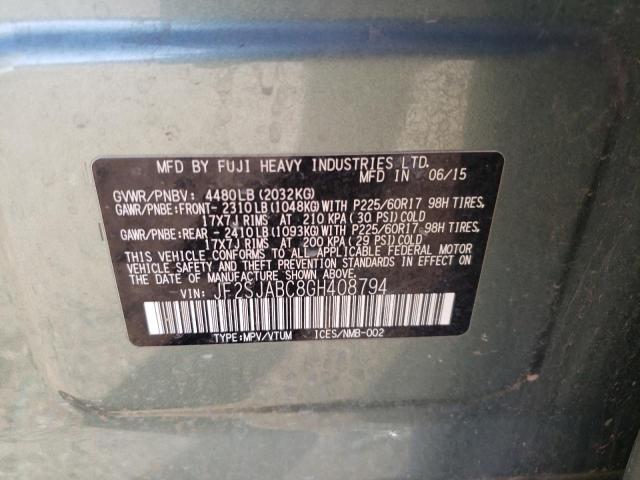 MFD BY FUJI HEAVY INDUSTRIES LTD.
MFD IN 06/15
GVWR/PNBV: 4480LB(2032KG)
GAWR/PNBE:FRONT- 2310LB(1048KG)WITH P225/60R17 98H TIRES,
17X7J RIMS AT 210 KPA(30 PSI)COLD
GAWR/PNBE:REAR - 2410LB(1093KG)WITH P225/60R17 98H TIRES,
17X7J RIMS AT 200 KPA(29 PSI)COLD
THIS VEHICLE CONFORMS TO ALL APPLICABLE FEDERAL MOTOR
VEHICLE SAFETY, BUMPER, AND THEFT PREVENTION STANDARDS IN EFFECT ON
THE DATE OF MANUFACTURE SHOWN ABOVE.
VIN: JF2SJABC8GH408794
TYPE:MPV/VTUM ICES/NMB-002